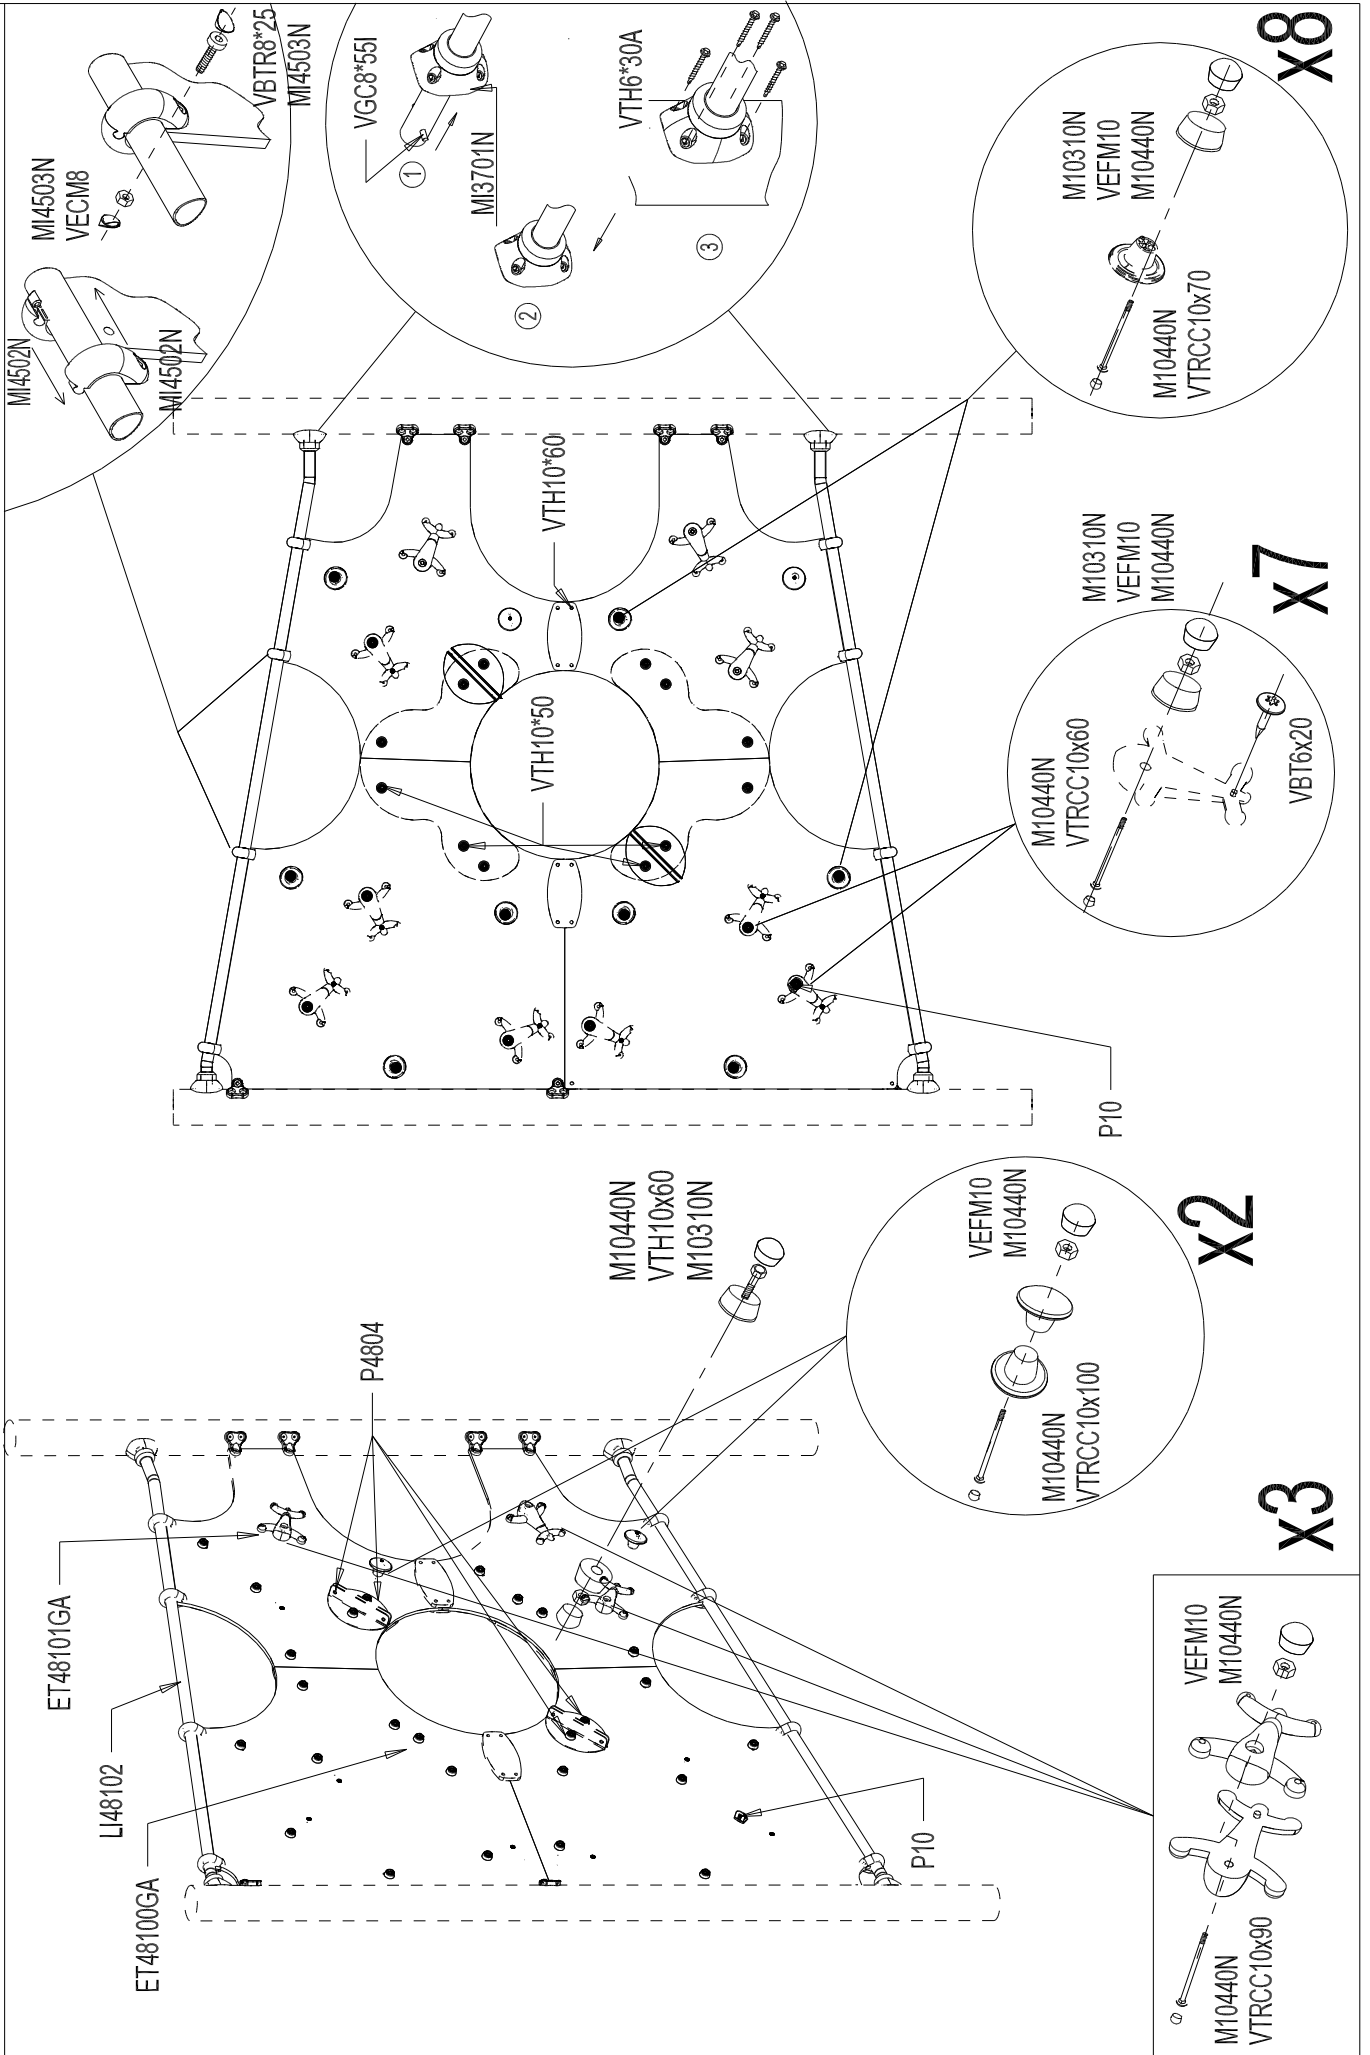 ET48100GA
LI48102
ET48101GA
P4804
P10
M10440N
VTH10x60
M10310N
M10440N
VTRCC10x90
VEFM10
M10440N
x3
M10440N
VTRCC10x100
VEFM10
M10440N
x2
MI4502N
MI4502N
MI4503N
VECM8
VBTR8*25
MI4503N
VGC8*55I
1
MI3701N
2
VTH6*30A
3
VTH10*60
VTH10*50
P10
M10440N
VTRCC10x60
M10310N
VEFM10
M10440N
VBT6x20
x7
M10440N
VTRCC10x70
M10310N
VEFM10
M10440N
x8